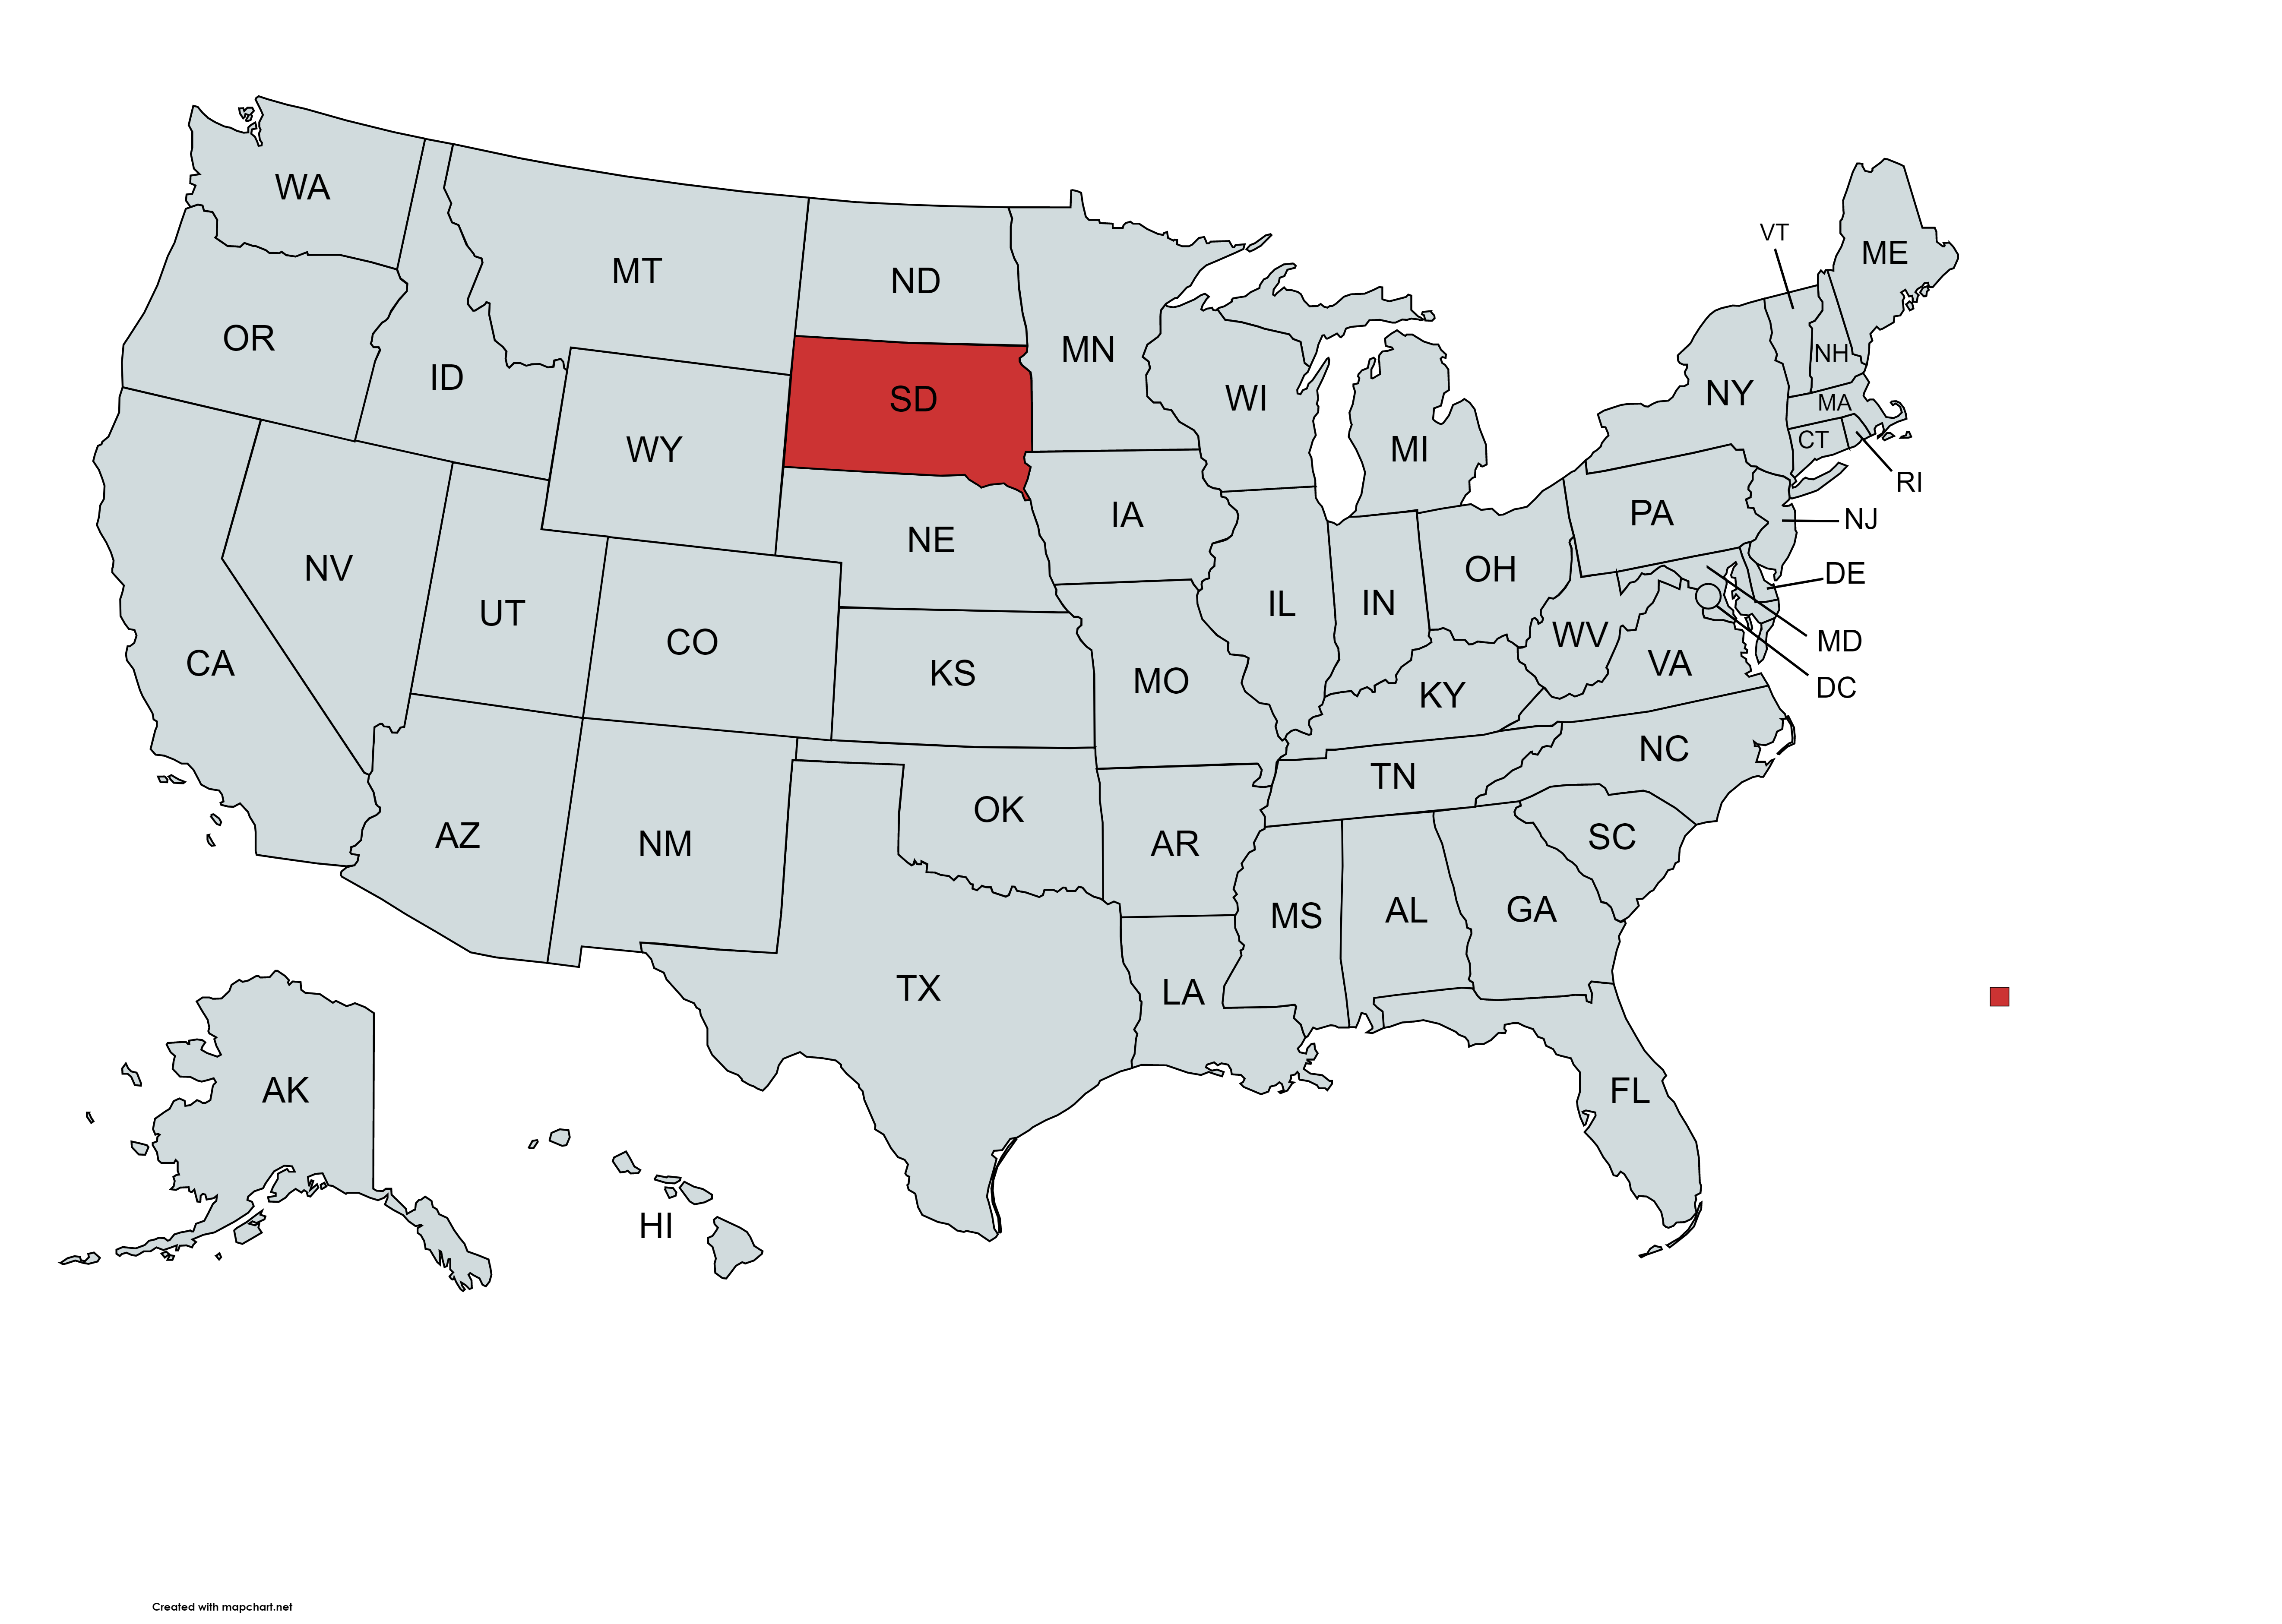 WA
MT
ND
MN
VT
ME
OR
ID
SD
WI
NH
NY
MA
WY
MI
CT
RI
IA
PA
NJ
NE
NV
OH
DE
UT
IL
IN
CO
WV
MD
CA
KS
VA
MO
KY
DC
NC
TN
OK
AZ
NM
AR
SC
MS
AL
GA
TX
LA
AK
FL
HI
Created with mapchart.net